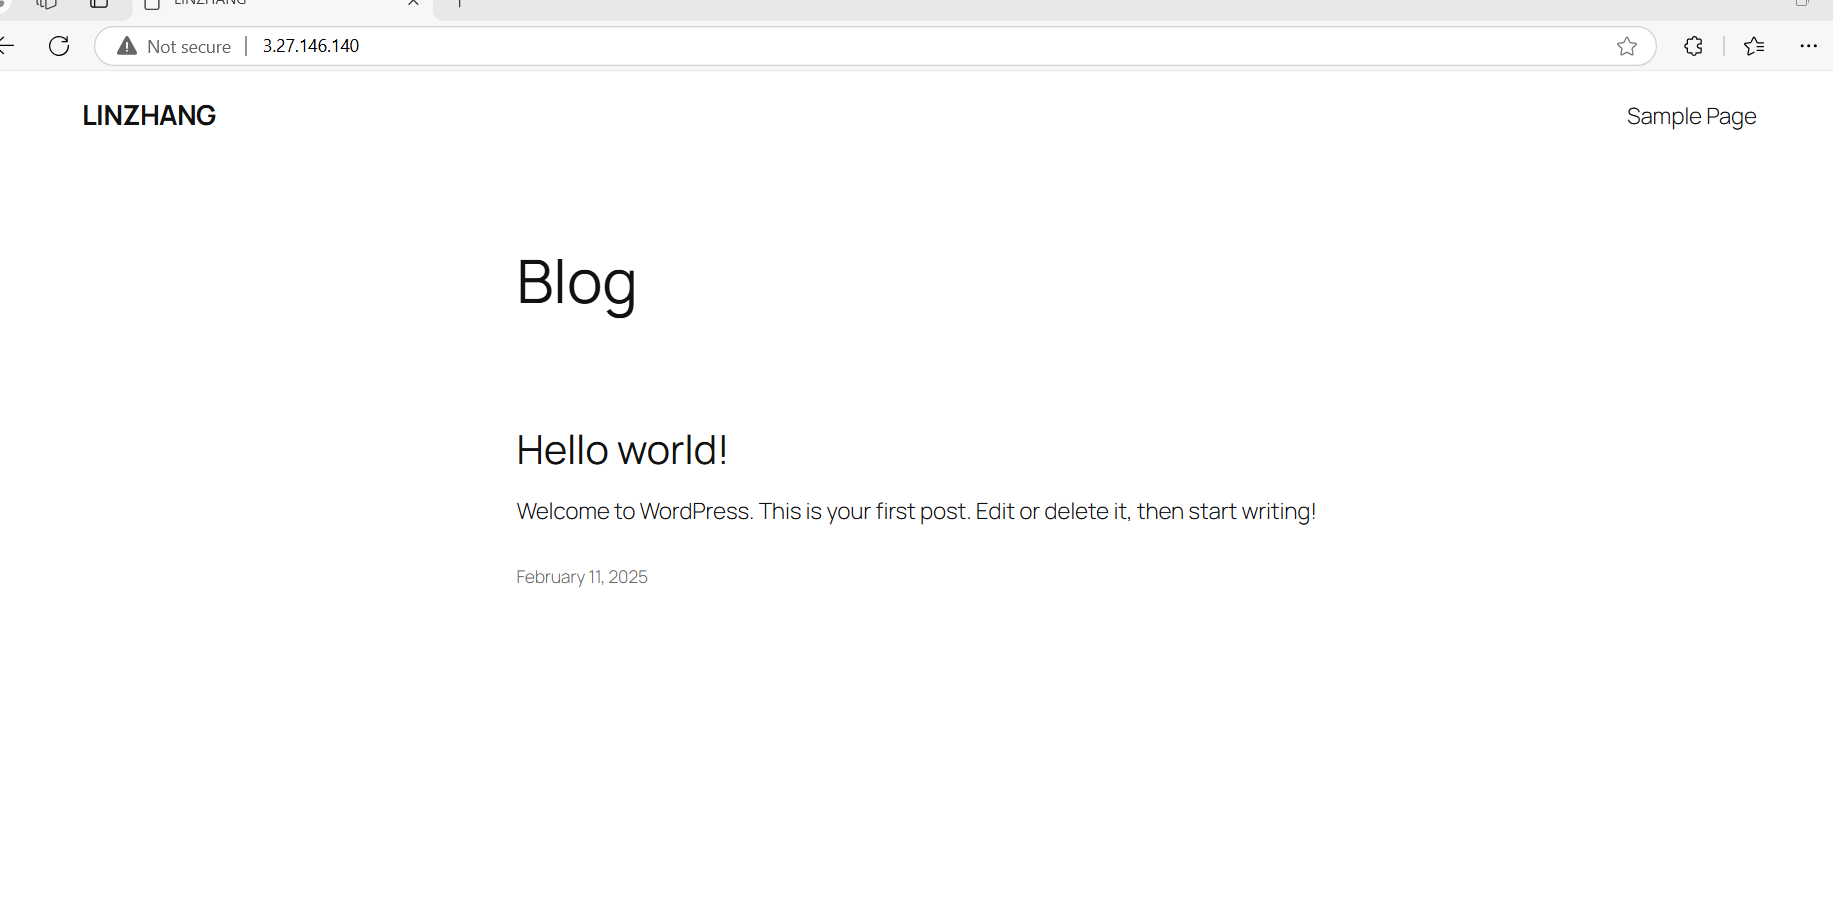 LINZHANG
Not secure | 3.27.146.140
LINZHANG
Sample Page
Blog
Hello world!
Welcome to WordPress. This is your first post. Edit or delete it, then start writing!
February 11, 2025